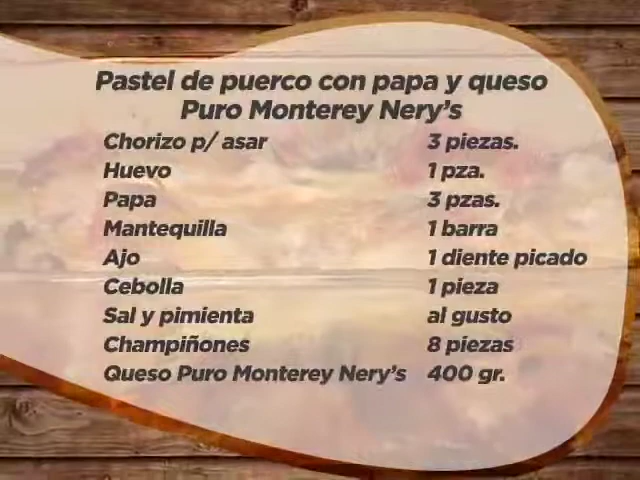 Pastel de puerco con papa y queso
Puro Monterey Nery's
Chorizo p/ asar 3 piezas.
Huevo 1 pza.
Papa 3 pzas.
Mantequilla 1 barra
Ajo 1 diente picado
Cebolla 1 pieza
Sal y pimienta al gusto
Champiñones 8 piezas
Queso Puro Monterey Nery's 400 gr.